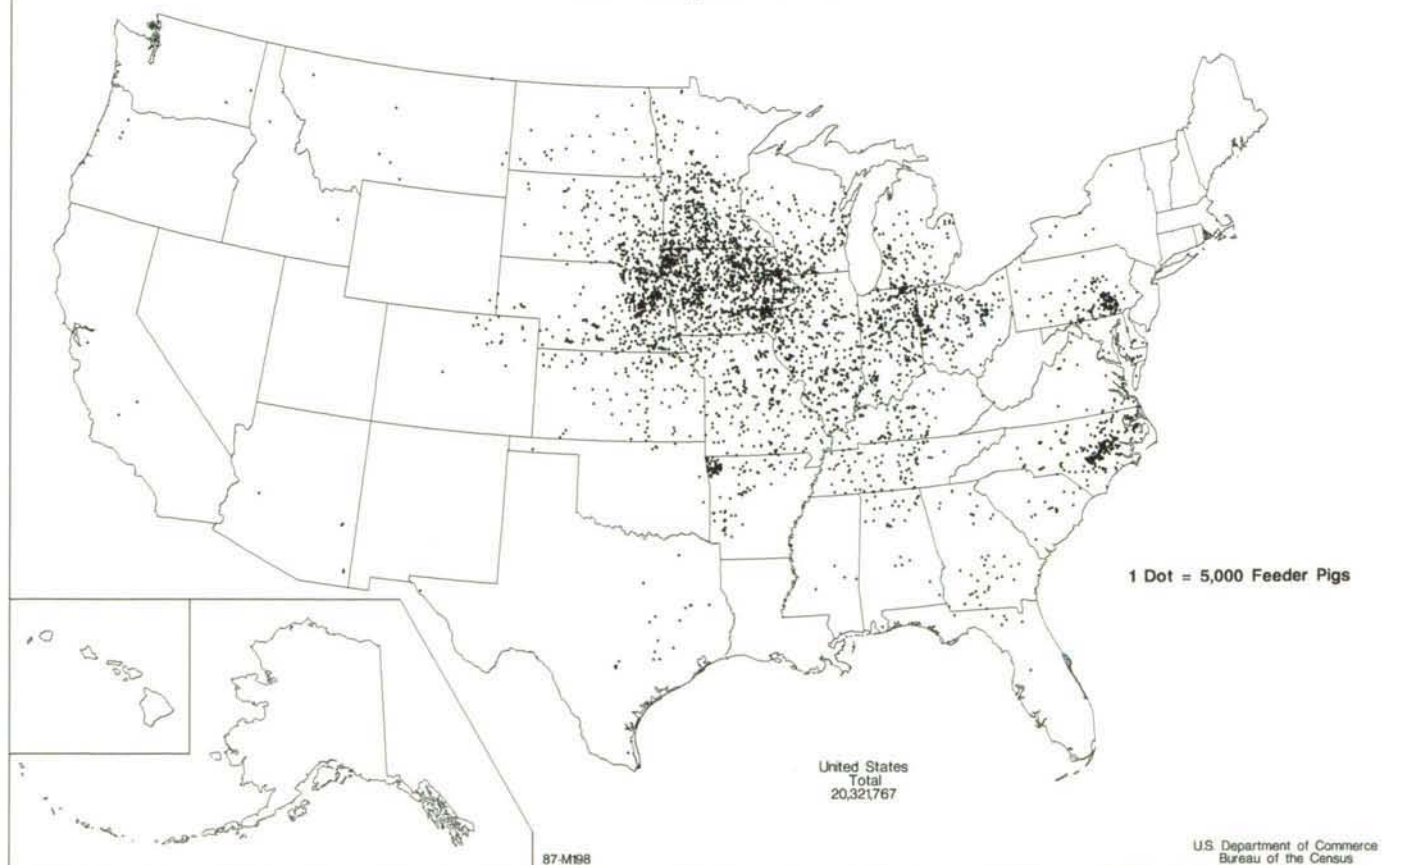 1 Dot = 5,000 Feeder Pigs
United States
Total
20,321,767
87-M198
U.S. Department of Commerce
Bureau of the Census